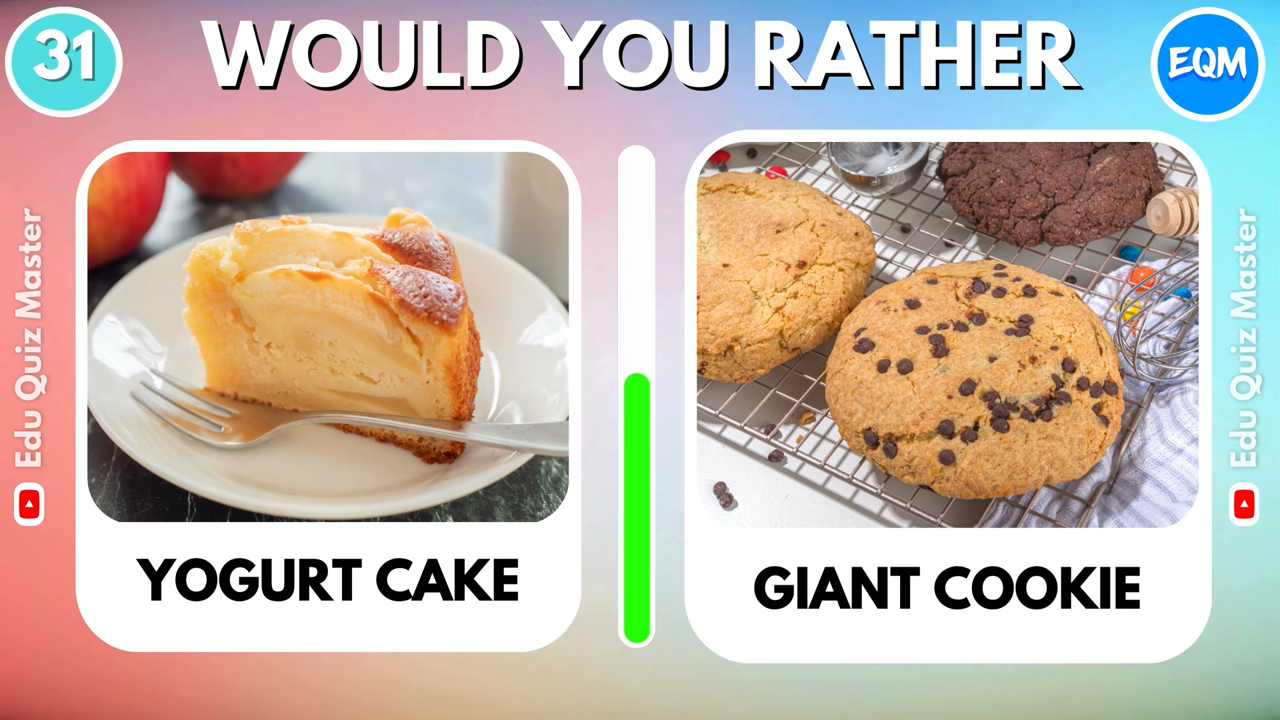 31
WOULD YOU RATHER
EQM
Edu Quiz Master
YOGURT CAKE
GIANT COOKIE
Edu Quiz Master